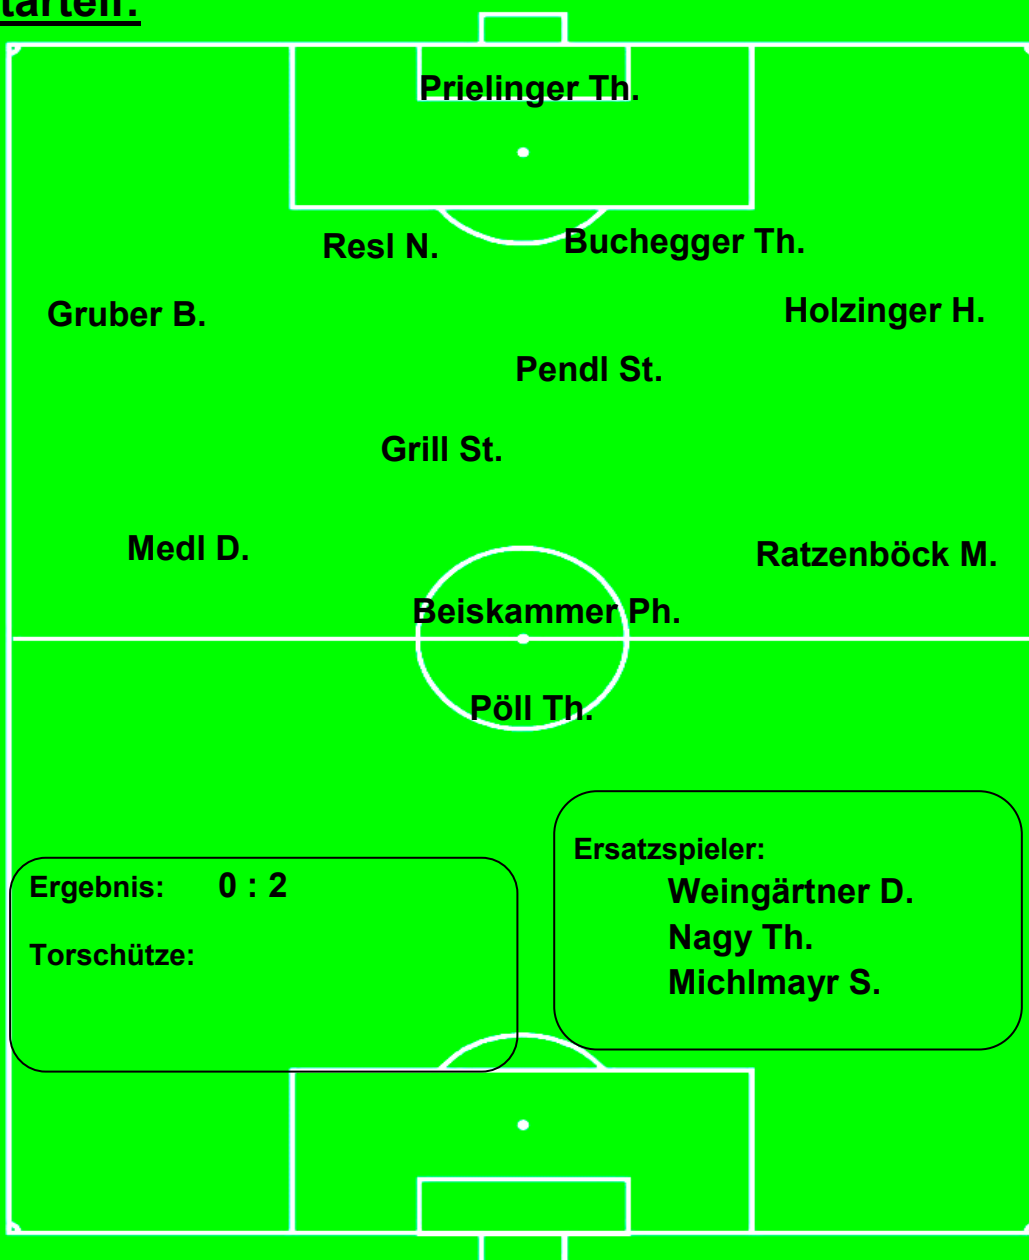 Prielinger Th.
Resl N.
Buchegger Th.
Gruber B.
Holzinger H.
Pendl St.
Grill St.
Medl D.
Ratzenböck M.
Beiskammer Ph.
Pöll Th.
Ersatzspieler:
Weingärtner D.
Nagy Th.
Michlmayr S.
Ergebnis: 0 : 2
Torschütze: